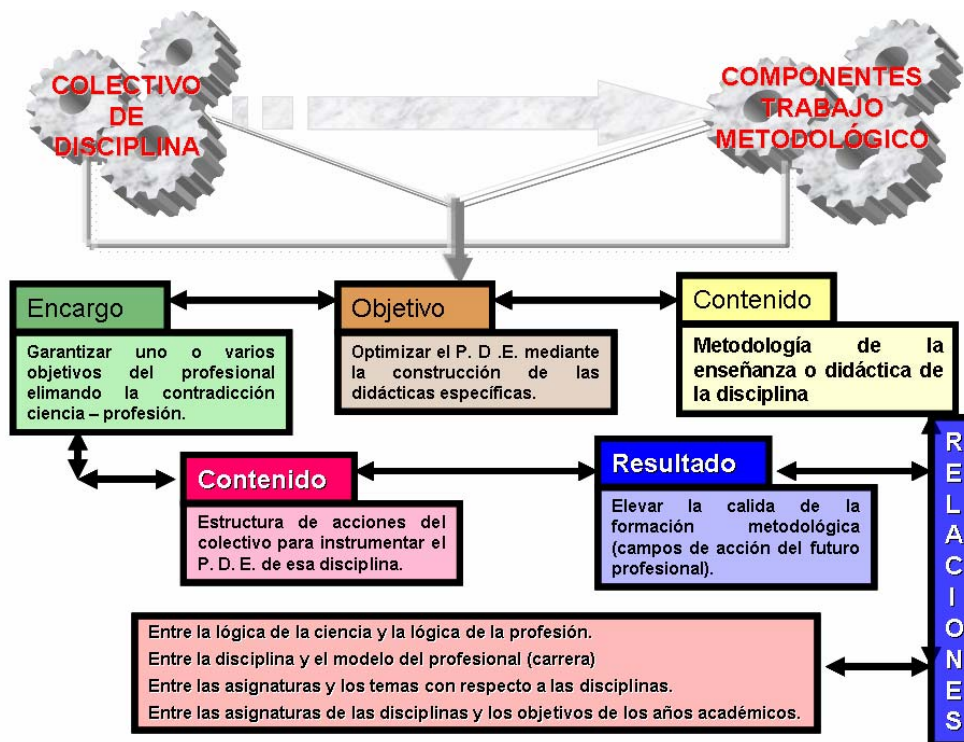 COLECTIVO
DE
DISCIPLINA
COMPONENTES
TRABAJO
METODOLÓGICO
Encargo
Garantizar uno o varios
objetivos del profesional
elimando la contradicción
ciencia – profesión.
Objetivo
Optimizar el P. D .E. mediante
la construcción de las
didácticas específicas.
Contenido
Metodología de la
enseñanza o didáctica de
la disciplina
Contenido
Estructura de acciones del
colectivo para instrumentar el
P. D. E. de esa disciplina.
Resultado
Elevar la calida de la
formación metodológica
(campos de acción del futuro
profesional).
RELACIONES
Entre la lógica de la ciencia y la lógica de la profesión.
Entre la disciplina y el modelo del profesional (carrera)
Entre las asignaturas y los temas con respecto a las disciplinas.
Entre las asignaturas de las disciplinas y los objetivos de los años académicos.